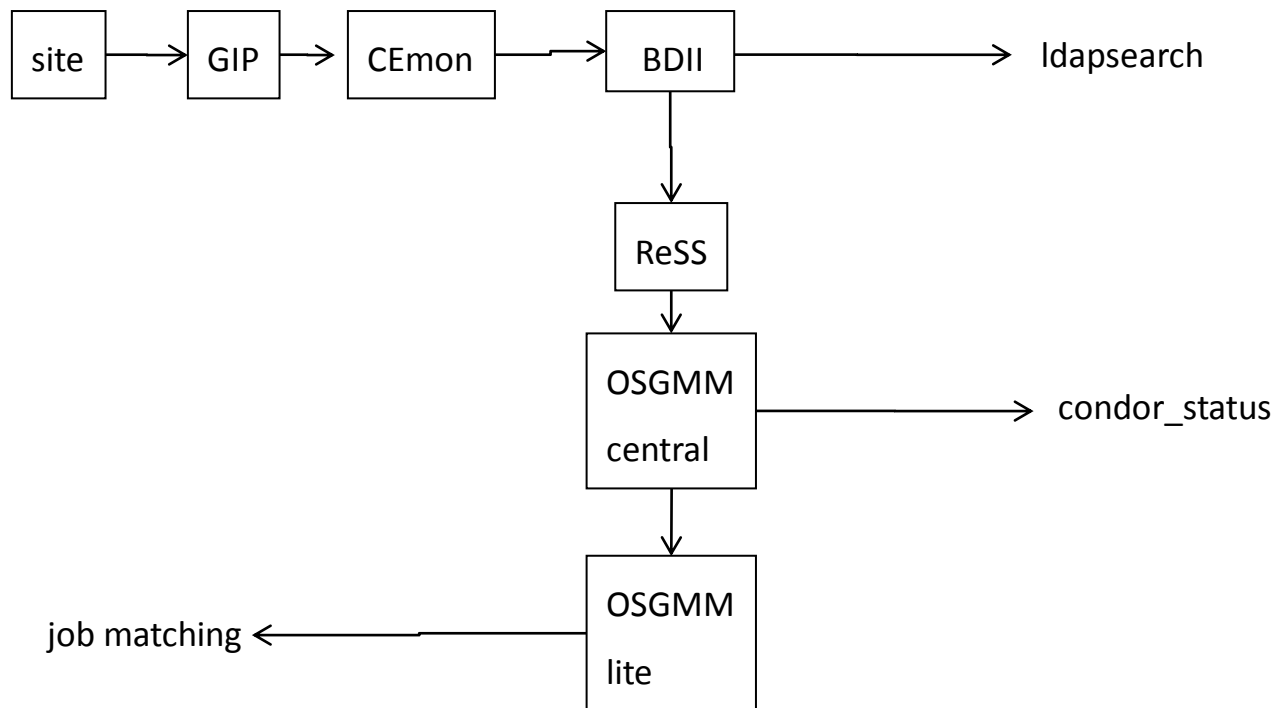 site
GIP
CEmon
BDII
ldapsearch
ReSS
OSGMM
central
condor_status
OSGMM
lite
job matching